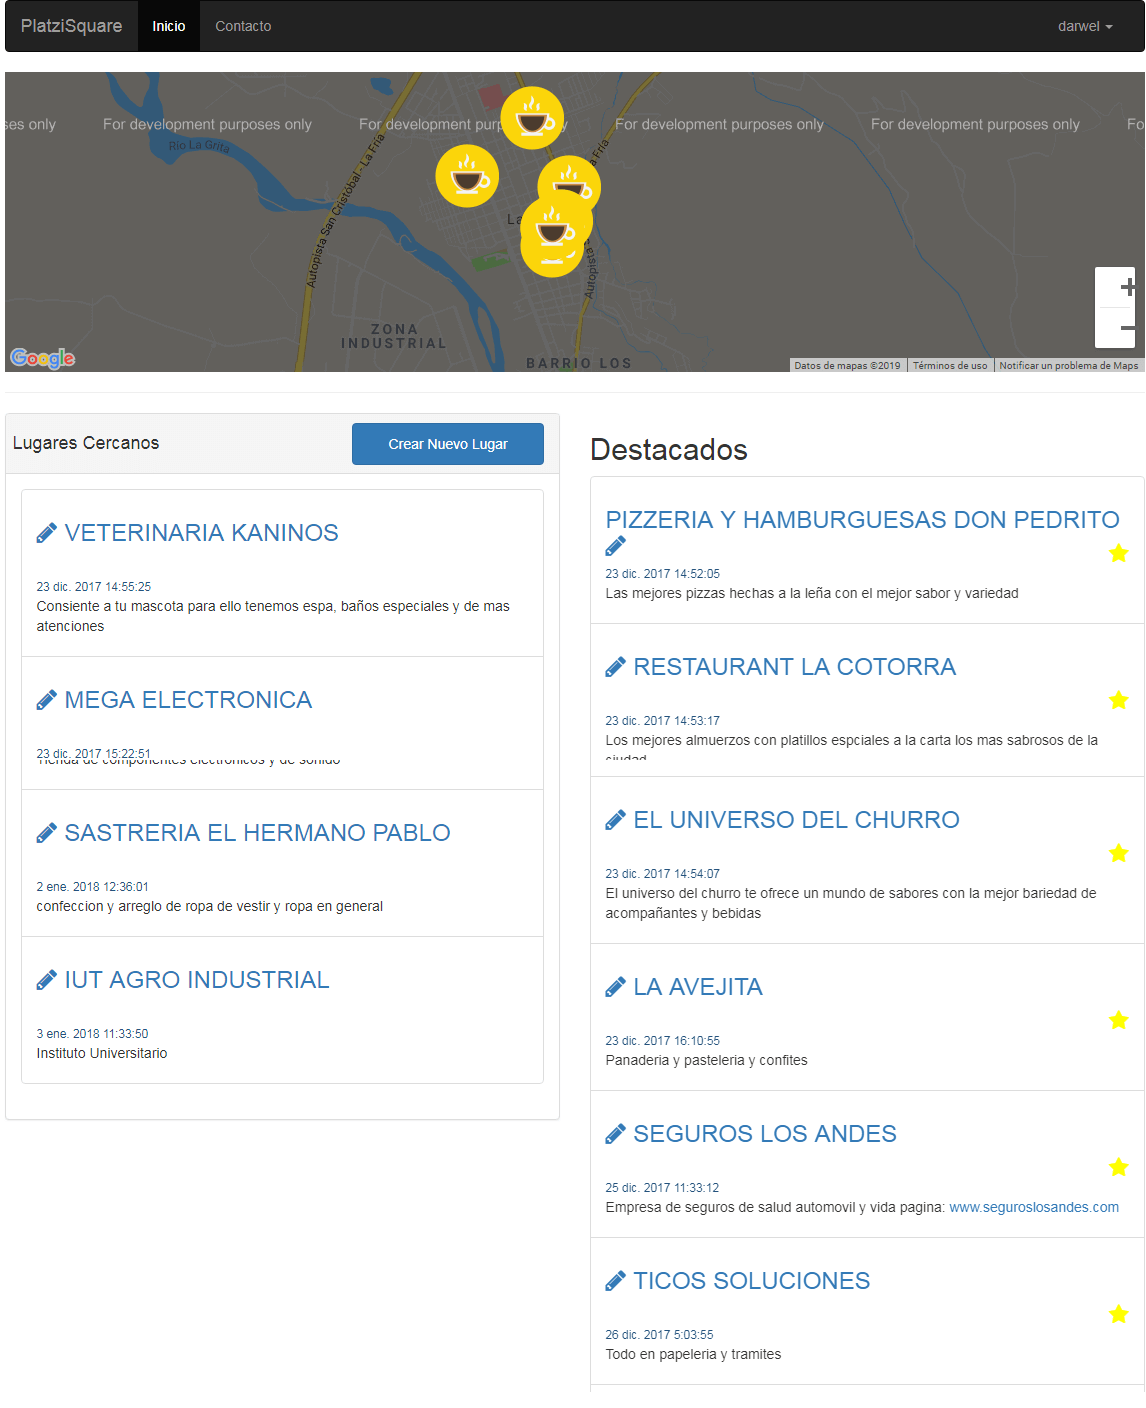 PlatziSquare
Inicio
Contacto
darwel
ses only
For development purposes only
For development purp
y
For development purposes only
For development purposes only
Fo
Rio La Grita
Autopista San Cristóbal - La Fría
a Fría
La
Autopista
ZONA
INDUSTRIAL
BARRIO LOS
Google
Datos de mapas ©2019
Términos de uso
Notificar un problema de Maps
Lugares Cercanos
Crear Nuevo Lugar
VETERINARIA KANINOS
23 dic. 2017 14:55:25
Consiente a tu mascota para ello tenemos espa, baños especiales y de mas
atenciones
MEGA ELECTRONICA
23 dic. 2017 15:22:51
Tienda de componentes electronicos y de sonido
SASTRERIA EL HERMANO PABLO
2 ene. 2018 12:36:01
confeccion y arreglo de ropa de vestir y ropa en general
IUT AGRO INDUSTRIAL
3 ene. 2018 11:33:50
Instituto Universitario
Destacados
PIZZERIA Y HAMBURGUESAS DON PEDRITO
23 dic. 2017 14:52:05
Las mejores pizzas hechas a la leña con el mejor sabor y variedad
RESTAURANT LA COTORRA
23 dic. 2017 14:53:17
Los mejores almuerzos con platillos espciales a la carta los mas sabrosos de la
ciudad
EL UNIVERSO DEL CHURRO
23 dic. 2017 14:54:07
El universo del churro te ofrece un mundo de sabores con la mejor bariedad de
acompañantes y bebidas
LA AVEJITA
23 dic. 2017 16:10:55
Panaderia y pasteleria y confites
SEGUROS LOS ANDES
25 dic. 2017 11:33:12
Empresa de seguros de salud automovil y vida pagina: www.seguroslosandes.com
TICOS SOLUCIONES
26 dic. 2017 5:03:55
Todo en papeleria y tramites